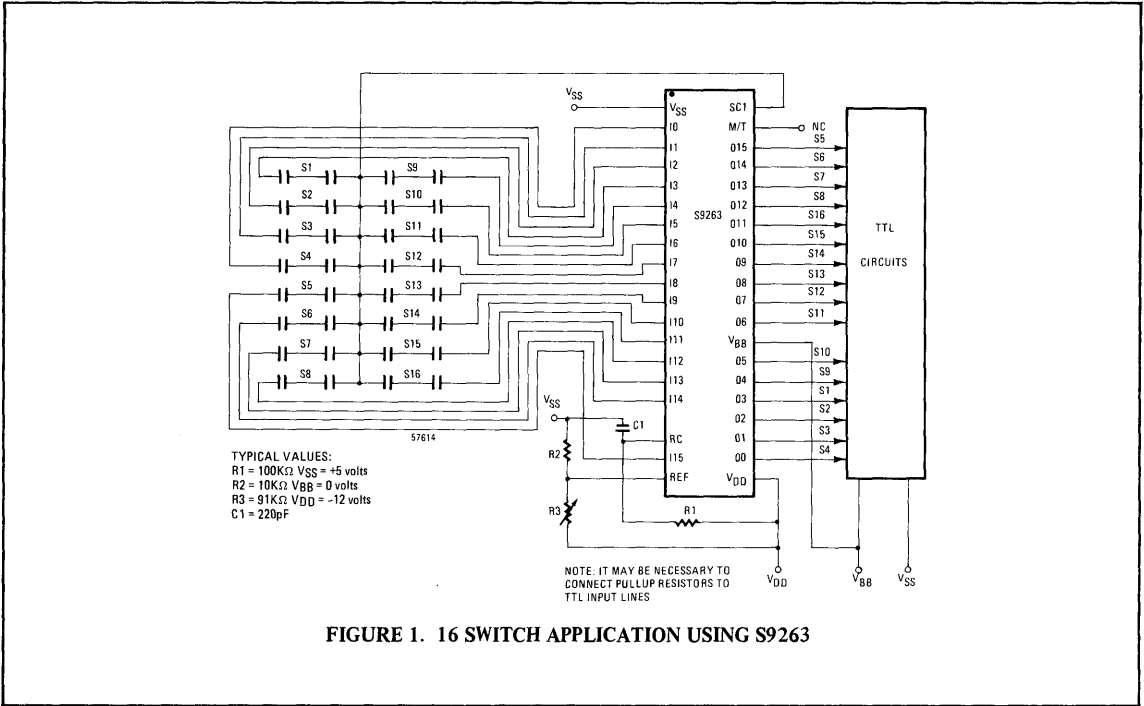 VSS
VSS SC1
I0 M/T NC
I1 O15 S5
I2 O14 S6
I3 O13 S7
I4 O12 S8
I5 O11 S16
I6 O10 S15
I7 O9 S14
I8 O8 S13
I9 O7 S12
I10 O6 S11
I11 VBB
I12 O5 S10
I13 O4 S9
I14 O3 S1
O2 S2
RC O1 S3
I15 O0 S4
REF VDD
S9263
TTL
CIRCUITS
S1 S9
S2 S10
S3 S11
S4 S12
S5 S13
S6 S14
S7 S15
S8 S16
57614
VSS
C1
R2
R3
R1
VDD VBB VSS
TYPICAL VALUES:
R1 = 100KΩ VSS = +5 volts
R2 = 10KΩ VBB = 0 volts
R3 = 91KΩ VDD = -12 volts
C1 = 220pF
NOTE: IT MAY BE NECESSARY TO
CONNECT PULLUP RESISTORS TO
TTL INPUT LINES
FIGURE 1. 16 SWITCH APPLICATION USING S9263